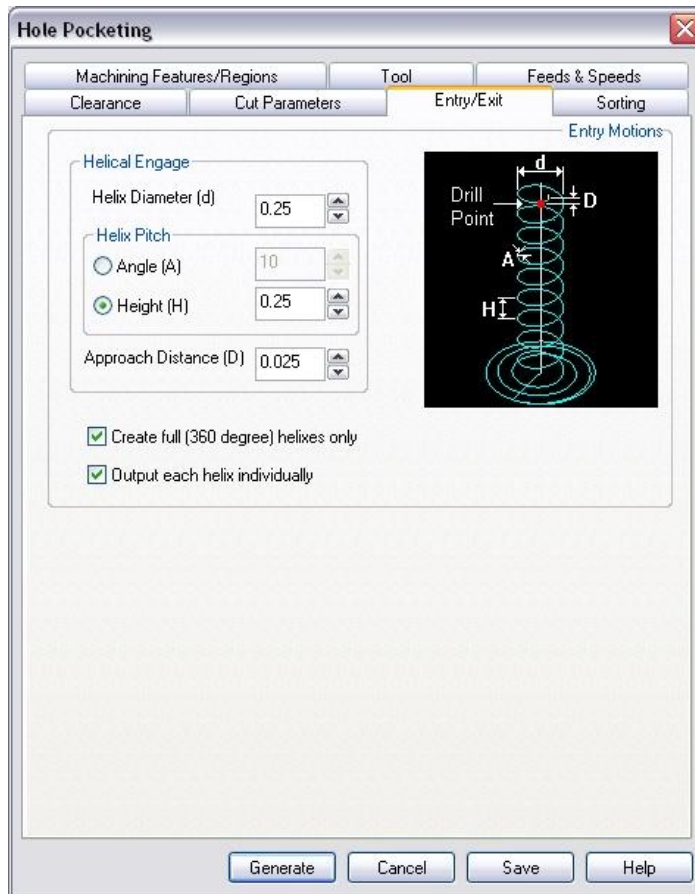 Hole Pocketing
Machining Features/Regions Tool Feeds & Speeds
Clearance Cut Parameters Entry/Exit Sorting
Entry Motions
Helical Engage
Helix Diameter (d) 0.25
Helix Pitch
Angle (A) 10
Height (H) 0.25
Approach Distance (D) 0.025
Create full (360 degree) helixes only
Output each helix individually
d
Drill
Point
D
A
H
Generate Cancel Save Help